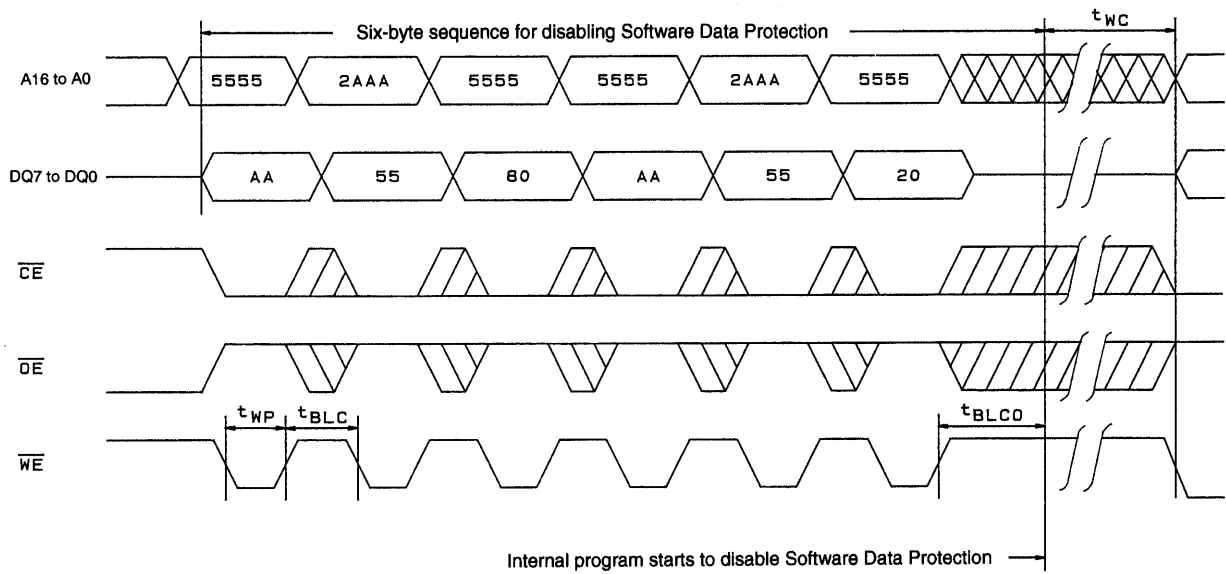 Six-byte sequence for disabling Software Data Protection
tWC
A16 to A0
5555 2AAA 5555 5555 2AAA 5555
DQ7 to DQ0
AA 55 80 AA 55 20
CE
OE
tWP tBLC tBLCO
WE
Internal program starts to disable Software Data Protection